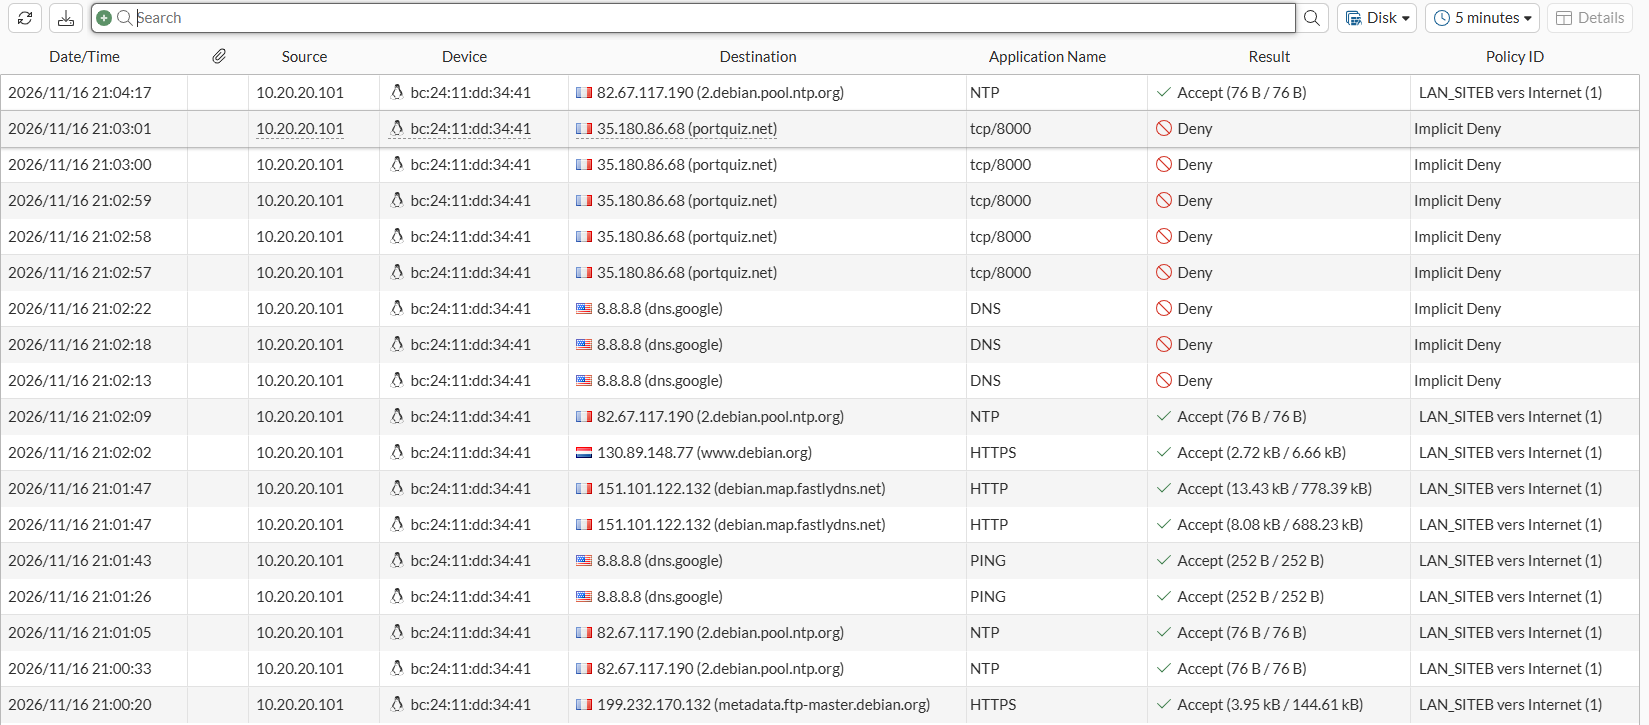 Search Disk 5 minutes Details
Date/Time Source Device Destination Application Name Result Policy ID
2026/11/16 21:04:17 10.20.20.101 bc:24:11:dd:34:41 82.67.117.190 (2.debian.pool.ntp.org) NTP Accept (76 B / 76 B) LAN_SITEB vers Internet (1)
2026/11/16 21:03:01 10.20.20.101 bc:24:11:dd:34:41 35.180.86.68 (portquiz.net) tcp/8000 Deny Implicit Deny
2026/11/16 21:03:00 10.20.20.101 bc:24:11:dd:34:41 35.180.86.68 (portquiz.net) tcp/8000 Deny Implicit Deny
2026/11/16 21:02:59 10.20.20.101 bc:24:11:dd:34:41 35.180.86.68 (portquiz.net) tcp/8000 Deny Implicit Deny
2026/11/16 21:02:58 10.20.20.101 bc:24:11:dd:34:41 35.180.86.68 (portquiz.net) tcp/8000 Deny Implicit Deny
2026/11/16 21:02:57 10.20.20.101 bc:24:11:dd:34:41 35.180.86.68 (portquiz.net) tcp/8000 Deny Implicit Deny
2026/11/16 21:02:22 10.20.20.101 bc:24:11:dd:34:41 8.8.8.8 (dns.google) DNS Deny Implicit Deny
2026/11/16 21:02:18 10.20.20.101 bc:24:11:dd:34:41 8.8.8.8 (dns.google) DNS Deny Implicit Deny
2026/11/16 21:02:13 10.20.20.101 bc:24:11:dd:34:41 8.8.8.8 (dns.google) DNS Deny Implicit Deny
2026/11/16 21:02:09 10.20.20.101 bc:24:11:dd:34:41 82.67.117.190 (2.debian.pool.ntp.org) NTP Accept (76 B / 76 B) LAN_SITEB vers Internet (1)
2026/11/16 21:02:02 10.20.20.101 bc:24:11:dd:34:41 130.89.148.77 (www.debian.org) HTTPS Accept (2.72 kB / 6.66 kB) LAN_SITEB vers Internet (1)
2026/11/16 21:01:47 10.20.20.101 bc:24:11:dd:34:41 151.101.122.132 (debian.map.fastlydns.net) HTTP Accept (13.43 kB / 778.39 kB) LAN_SITEB vers Internet (1)
2026/11/16 21:01:47 10.20.20.101 bc:24:11:dd:34:41 151.101.122.132 (debian.map.fastlydns.net) HTTP Accept (8.08 kB / 688.23 kB) LAN_SITEB vers Internet (1)
2026/11/16 21:01:43 10.20.20.101 bc:24:11:dd:34:41 8.8.8.8 (dns.google) PING Accept (252 B / 252 B) LAN_SITEB vers Internet (1)
2026/11/16 21:01:26 10.20.20.101 bc:24:11:dd:34:41 8.8.8.8 (dns.google) PING Accept (252 B / 252 B) LAN_SITEB vers Internet (1)
2026/11/16 21:01:05 10.20.20.101 bc:24:11:dd:34:41 82.67.117.190 (2.debian.pool.ntp.org) NTP Accept (76 B / 76 B) LAN_SITEB vers Internet (1)
2026/11/16 21:00:33 10.20.20.101 bc:24:11:dd:34:41 82.67.117.190 (2.debian.pool.ntp.org) NTP Accept (76 B / 76 B) LAN_SITEB vers Internet (1)
2026/11/16 21:00:20 10.20.20.101 bc:24:11:dd:34:41 199.232.170.132 (metadata.ftp-master.debian.org) HTTPS Accept (3.95 kB / 144.61 kB) LAN_SITEB vers Internet (1)